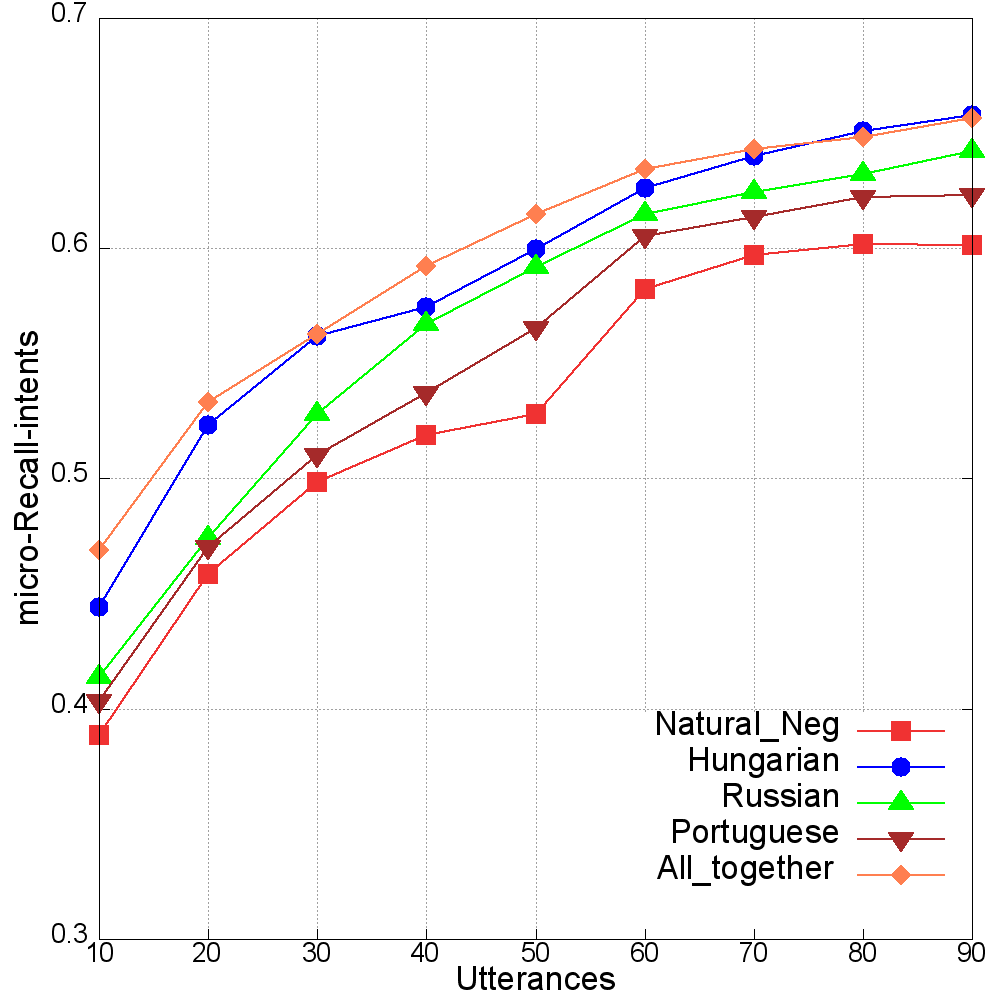 0.7
0.6
0.5
0.4
0.3
micro-Recall-intents
Natural_Neg
Hungarian
Russian
Portuguese
All_together
10 20 30 40 50 60 70 80 90
Utterances